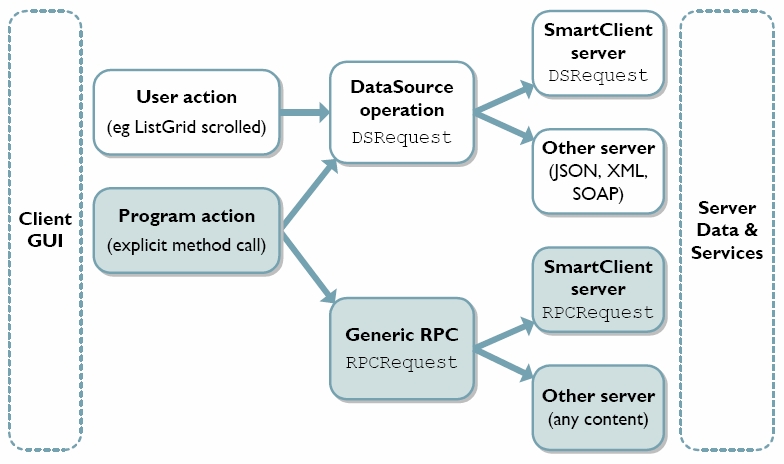 Client
GUI
User action
(eg ListGrid scrolled)
Program action
(explicit method call)
DataSource
operation
DSRequest
Generic RPC
RPCRequest
SmartClient
server
DSRequest
Other server
(JSON, XML,
SOAP)
SmartClient
server
RPCRequest
Other server
(any content)
Server
Data &
Services